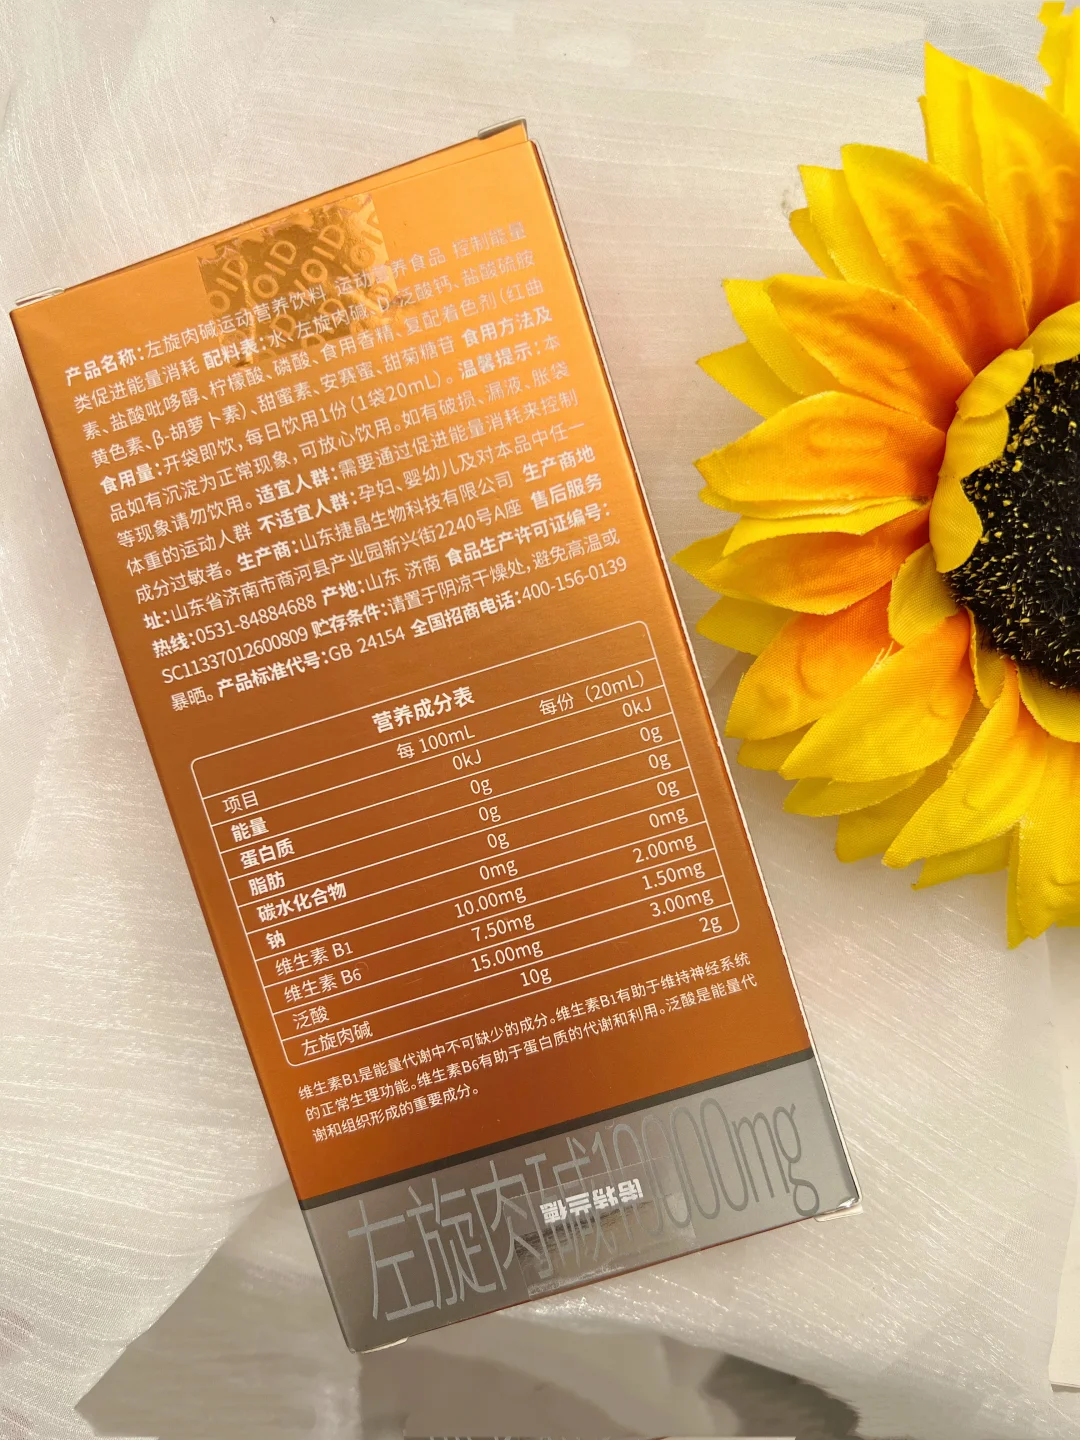 VOID
产品名称：左旋肉碱运动营养饮料 运动营养食品 控制能量
类促进能量消耗 配料表：水、左旋肉碱、D-泛酸钙、盐酸硫胺
素、盐酸吡哆醇、柠檬酸、磷酸、食用香精、复配着色剂（红曲
黄色素、β-胡萝卜素）、甜蜜素、安赛蜜、甜菊糖苷 食用方法及
食用量：开袋即饮，每日饮用1份（1袋20mL）。 温馨提示：本
品如有沉淀为正常现象，可放心饮用。如有破损、漏液、胀袋
等现象请勿饮用。 适宜人群：需要通过促进能量消耗来控制
体重的运动人群 不适宜人群：孕妇、婴幼儿及对本品中任一
成分过敏者。 生产商：山东捷晶生物科技有限公司 生产商地
址：山东省济南市商河县产业园新兴街2240号A座 售后服务
热线：0531-84884688 产地：山东 济南 食品生产许可证编号：
SC11337012600809 贮存条件：请置于阴凉干燥处，避免高温或
暴晒。 产品标准代号：GB 24154 全国招商电话：400-156-0139
营养成分表
项目 每 100mL 每份（20mL）
能量 0kJ 0kJ
蛋白质 0g 0g
脂肪 0g 0g
碳水化合物 0g 0g
钠 0mg 0mg
维生素 B1 10.00mg 2.00mg
维生素 B6 7.50mg 1.50mg
泛酸 15.00mg 3.00mg
左旋肉碱 10g 2g
维生素B1是能量代谢中不可缺少的成分。维生素B1有助于维持神经系统
的正常生理功能。维生素B6有助于蛋白质的代谢和利用。泛酸是能量代
谢和组织形成的重要成分。
左旋肉碱10000mg
诺特兰德